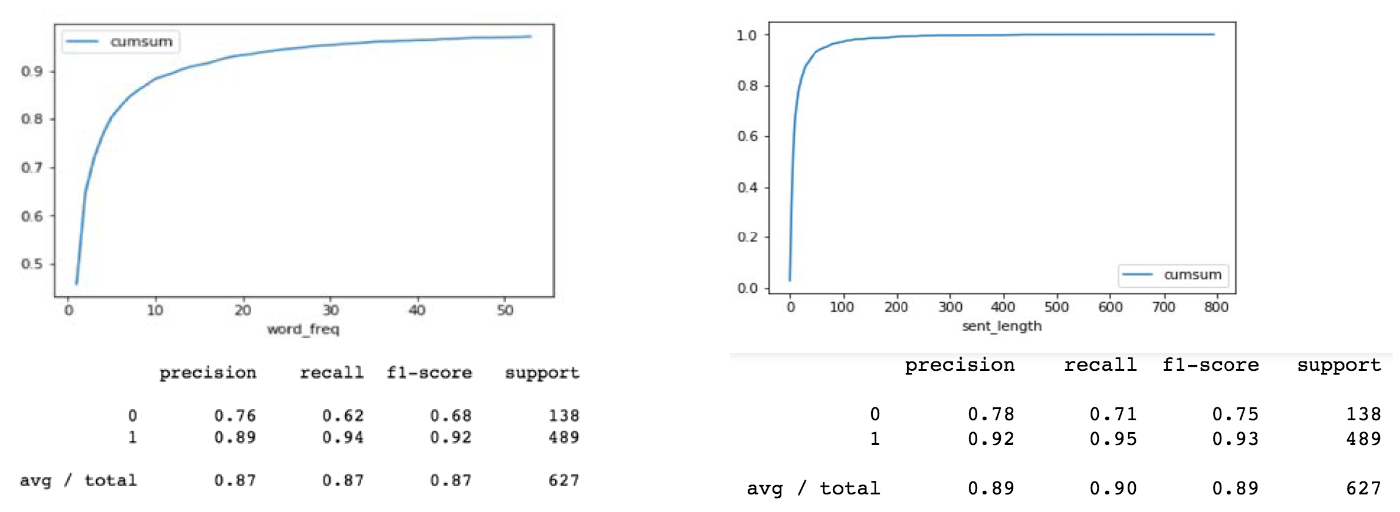 cumsum
0.9
0.8
0.7
0.6
0.5
0 10 20 30 40 50
word_freq
precision recall f1-score support
0 0.76 0.62 0.68 138
1 0.89 0.94 0.92 489
avg / total 0.87 0.87 0.87 627
1.0
0.8
0.6
0.4
0.2
0.0
cumsum
0 100 200 300 400 500 600 700 800
sent_length
precision recall f1-score support
0 0.78 0.71 0.75 138
1 0.92 0.95 0.93 489
avg / total 0.89 0.90 0.89 627